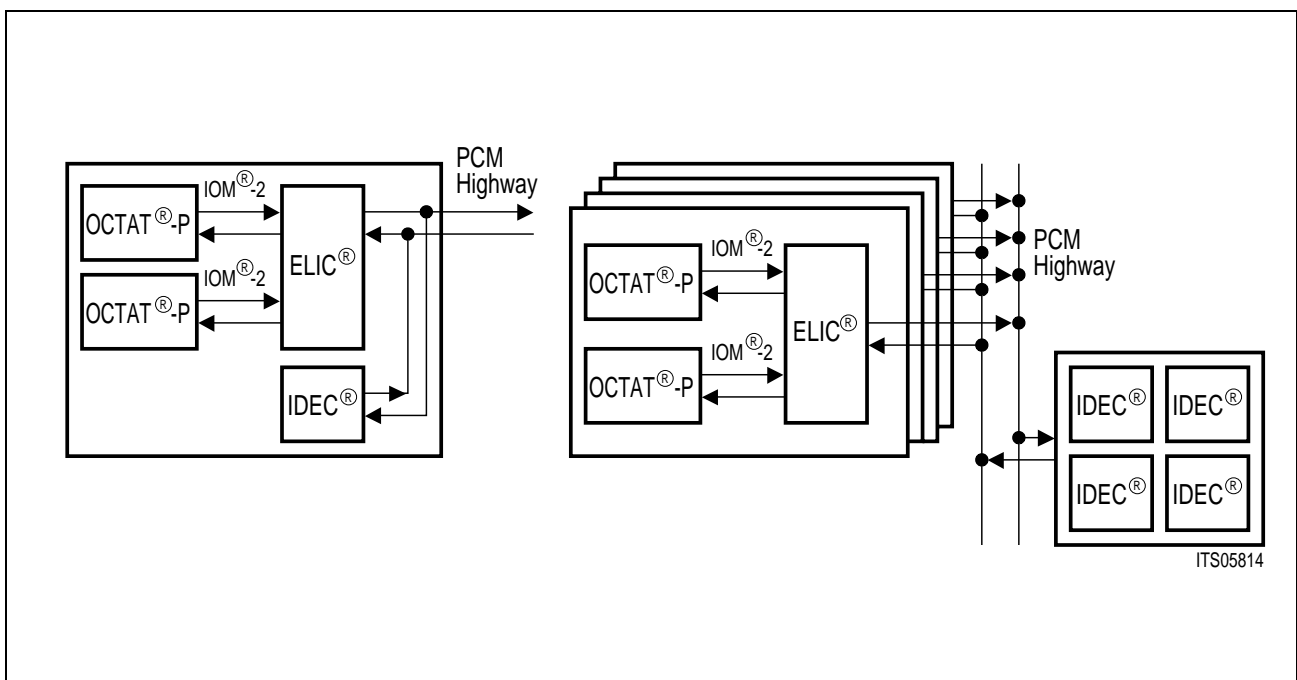 PCM
Highway
IOM®-2
OCTAT®-P
ELIC®
IOM®-2
OCTAT®-P
IDEC®
IOM®-2
OCTAT®-P
ELIC®
IOM®-2
OCTAT®-P
PCM
Highway
IDEC® IDEC®
IDEC® IDEC®
ITS05814